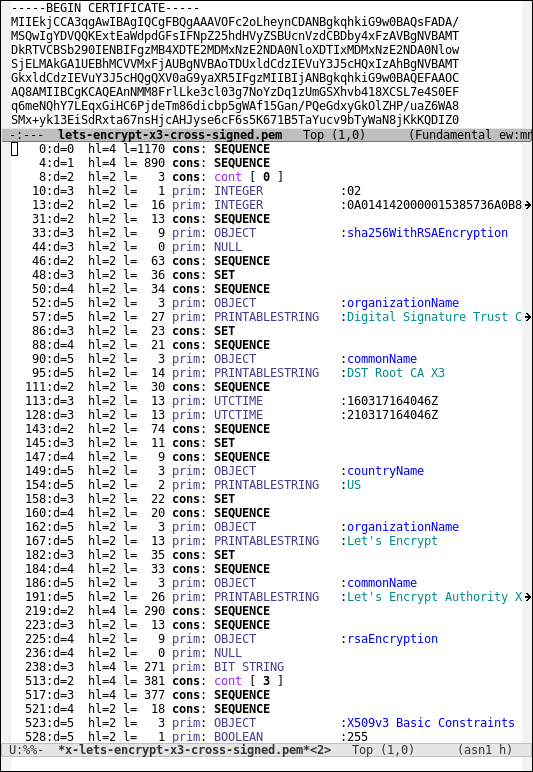 -----BEGIN CERTIFICATE-----
MIIEkjCCA3qgAwIBAgIQCgFBQgAAAVOFc2oLheynCDANBgkqhkiG9w0BAQsFADA/
MSQwIgYDVQQKExtEaWdpdGFsIFNpZ25hdHVyZSBUcnVzdCBDby4xFzAVBgNVBAMT
DkRTVCBSb290IENBIFgzMB4XDTE2MDMxNzE2NDA0NloXDTIxMDMxNzE2NDA0Nlow
SjELMAkGA1UEBhMCVVMxFjAUBgNVBAoTDUxldCdzIEVuY3J5cHQxIzAhBgNVBAMT
GkxldCdzIEVuY3J5cHQgQXV0aG9yaXR5IFgzMIIBIjANBgkqhkiG9w0BAQEFAAOC
AQ8AMIIBCgKCAQEAnNMM8FrlLke3cl03g7NoYzDq1zUmGSXhvb418XCSL7e4S0EF
q6meNQhY7LEqxGiHC6PjdeTm86dicbp5gWAf15Gan/PQeGdxyGkOlZHP/uaZ6WA8
SMx+yk13EiSdRxta67nsHjcAHJyse6cF6s5K671B5TaYucv9bTyWaN8jKkKQDIZ0
-:--- lets-encrypt-x3-cross-signed.pem Top (1,0) (Fundamental ew:mn
0:d=0 hl=4 l=1170 cons: SEQUENCE
4:d=1 hl=4 l= 890 cons: SEQUENCE
8:d=2 hl=2 l= 3 cons: cont [ 0 ]
10:d=3 hl=2 l= 1 prim: INTEGER :02
13:d=2 hl=2 l= 16 prim: INTEGER :0A0141420000015385736A0B8
31:d=2 hl=2 l= 13 cons: SEQUENCE
33:d=3 hl=2 l= 9 prim: OBJECT :sha256WithRSAEncryption
44:d=3 hl=2 l= 0 prim: NULL
46:d=2 hl=2 l= 63 cons: SEQUENCE
48:d=3 hl=2 l= 36 cons: SET
50:d=4 hl=2 l= 34 cons: SEQUENCE
52:d=5 hl=2 l= 3 prim: OBJECT :organizationName
57:d=5 hl=2 l= 27 prim: PRINTABLESTRING :Digital Signature Trust C
86:d=3 hl=2 l= 23 cons: SET
88:d=4 hl=2 l= 21 cons: SEQUENCE
90:d=5 hl=2 l= 3 prim: OBJECT :commonName
95:d=5 hl=2 l= 14 prim: PRINTABLESTRING :DST Root CA X3
111:d=2 hl=2 l= 30 cons: SEQUENCE
113:d=3 hl=2 l= 13 prim: UTCTIME :160317164046Z
128:d=3 hl=2 l= 13 prim: UTCTIME :210317164046Z
143:d=2 hl=2 l= 74 cons: SEQUENCE
145:d=3 hl=2 l= 11 cons: SET
147:d=4 hl=2 l= 9 cons: SEQUENCE
149:d=5 hl=2 l= 3 prim: OBJECT :countryName
154:d=5 hl=2 l= 2 prim: PRINTABLESTRING :US
158:d=3 hl=2 l= 22 cons: SET
160:d=4 hl=2 l= 20 cons: SEQUENCE
162:d=5 hl=2 l= 3 prim: OBJECT :organizationName
167:d=5 hl=2 l= 13 prim: PRINTABLESTRING :Let's Encrypt
182:d=3 hl=2 l= 35 cons: SET
184:d=4 hl=2 l= 33 cons: SEQUENCE
186:d=5 hl=2 l= 3 prim: OBJECT :commonName
191:d=5 hl=2 l= 26 prim: PRINTABLESTRING :Let's Encrypt Authority X
219:d=2 hl=4 l= 290 cons: SEQUENCE
223:d=3 hl=2 l= 13 cons: SEQUENCE
225:d=4 hl=2 l= 9 prim: OBJECT :rsaEncryption
236:d=4 hl=2 l= 0 prim: NULL
238:d=3 hl=4 l= 271 prim: BIT STRING
513:d=2 hl=4 l= 381 cons: cont [ 3 ]
517:d=3 hl=4 l= 377 cons: SEQUENCE
521:d=4 hl=2 l= 18 cons: SEQUENCE
523:d=5 hl=2 l= 3 prim: OBJECT :X509v3 Basic Constraints
528:d=5 hl=2 l= 1 prim: BOOLEAN :255
U:%%- *x-lets-encrypt-x3-cross-signed.pem*<2> Top (1,0) (asn1 h)